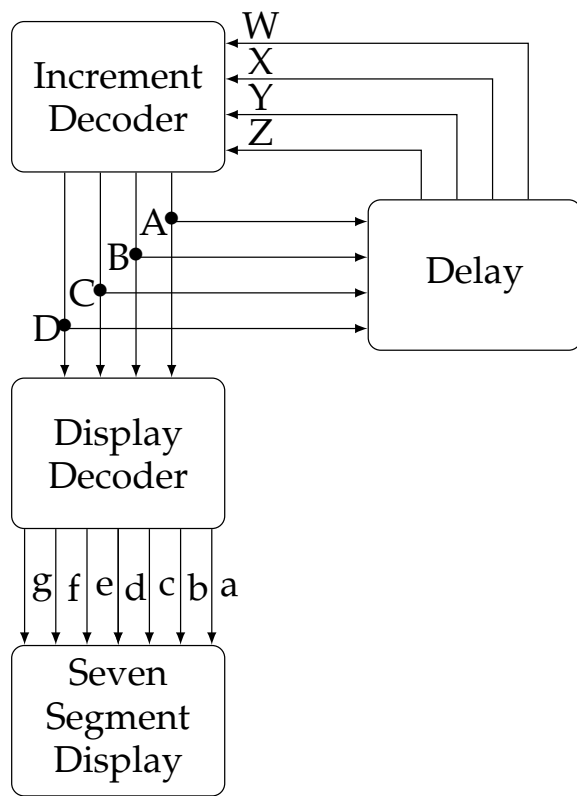 W
Increment
Decoder
X
Y
Z
A
B
C
D
Delay
Display
Decoder
g f e d c b a
Seven
Segment
Display